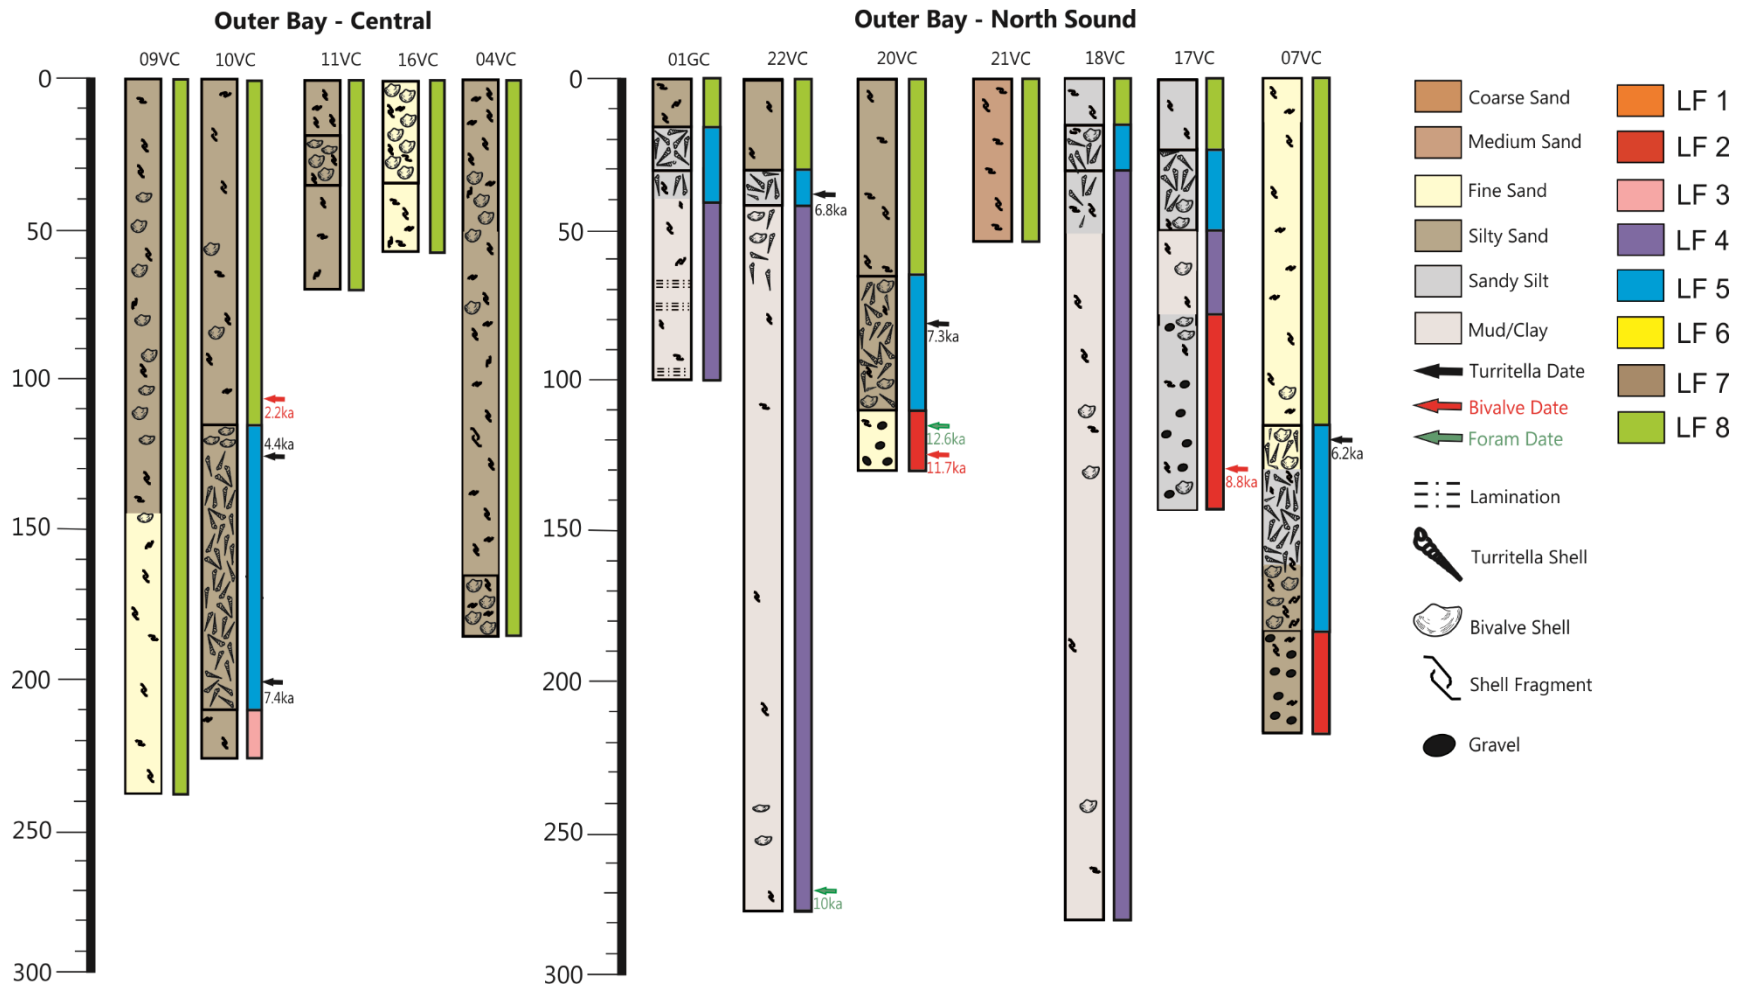 Outer Bay - Central
Outer Bay - North Sound
09VC 10VC 11VC 16VC 04VC
01GC 22VC 20VC 21VC 18VC 17VC 07VC
0
50
100
150
200
250
300
2.2ka
4.4ka
7.4ka
0
50
100
150
200
250
300
6.8ka
10ka
7.3ka
12.6ka
11.7ka
8.8ka
6.2ka
Coarse Sand
Medium Sand
Fine Sand
Silty Sand
Sandy Silt
Mud/Clay
Turritella Date
Bivalve Date
Foram Date
Lamination
Turritella Shell
Bivalve Shell
Shell Fragment
Gravel
LF 1
LF 2
LF 3
LF 4
LF 5
LF 6
LF 7
LF 8